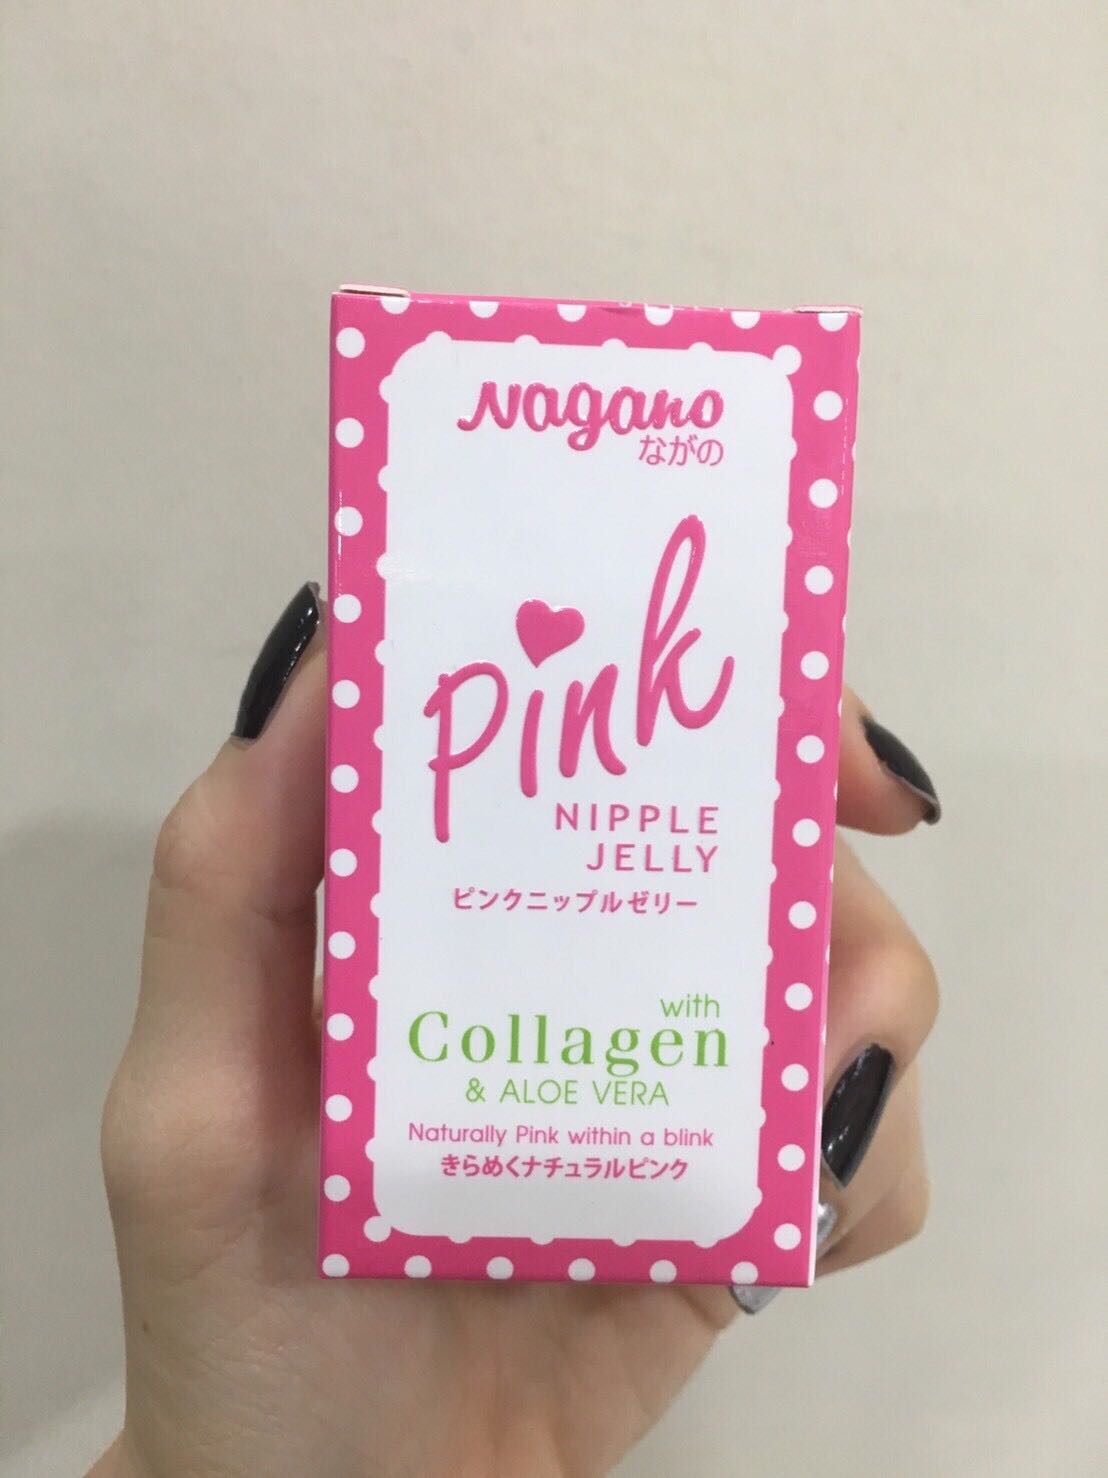 Nagano
ながの
Pink
NIPPLE
JELLY
ピンクニップルゼリー
with
Collagen
& ALOE VERA
Naturally Pink within a blink
きらめくナチュラルピンク